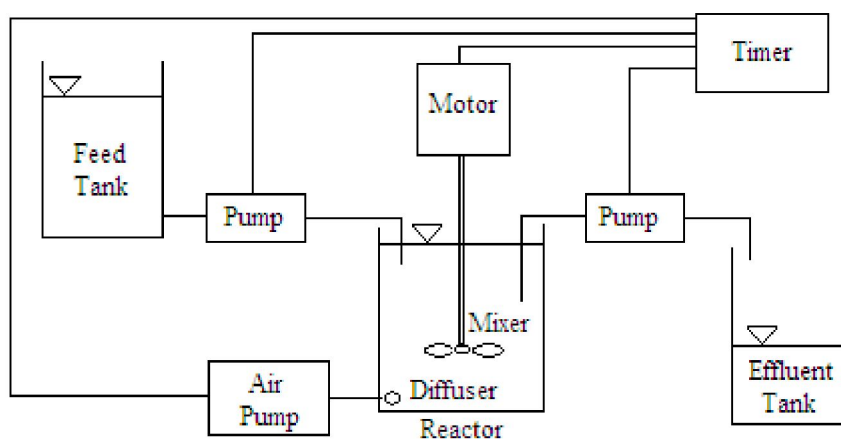 Timer
Motor
Feed
Tank
Pump
Pump
Mixer
Air
Pump
Diffuser
Effluent
Tank
Reactor